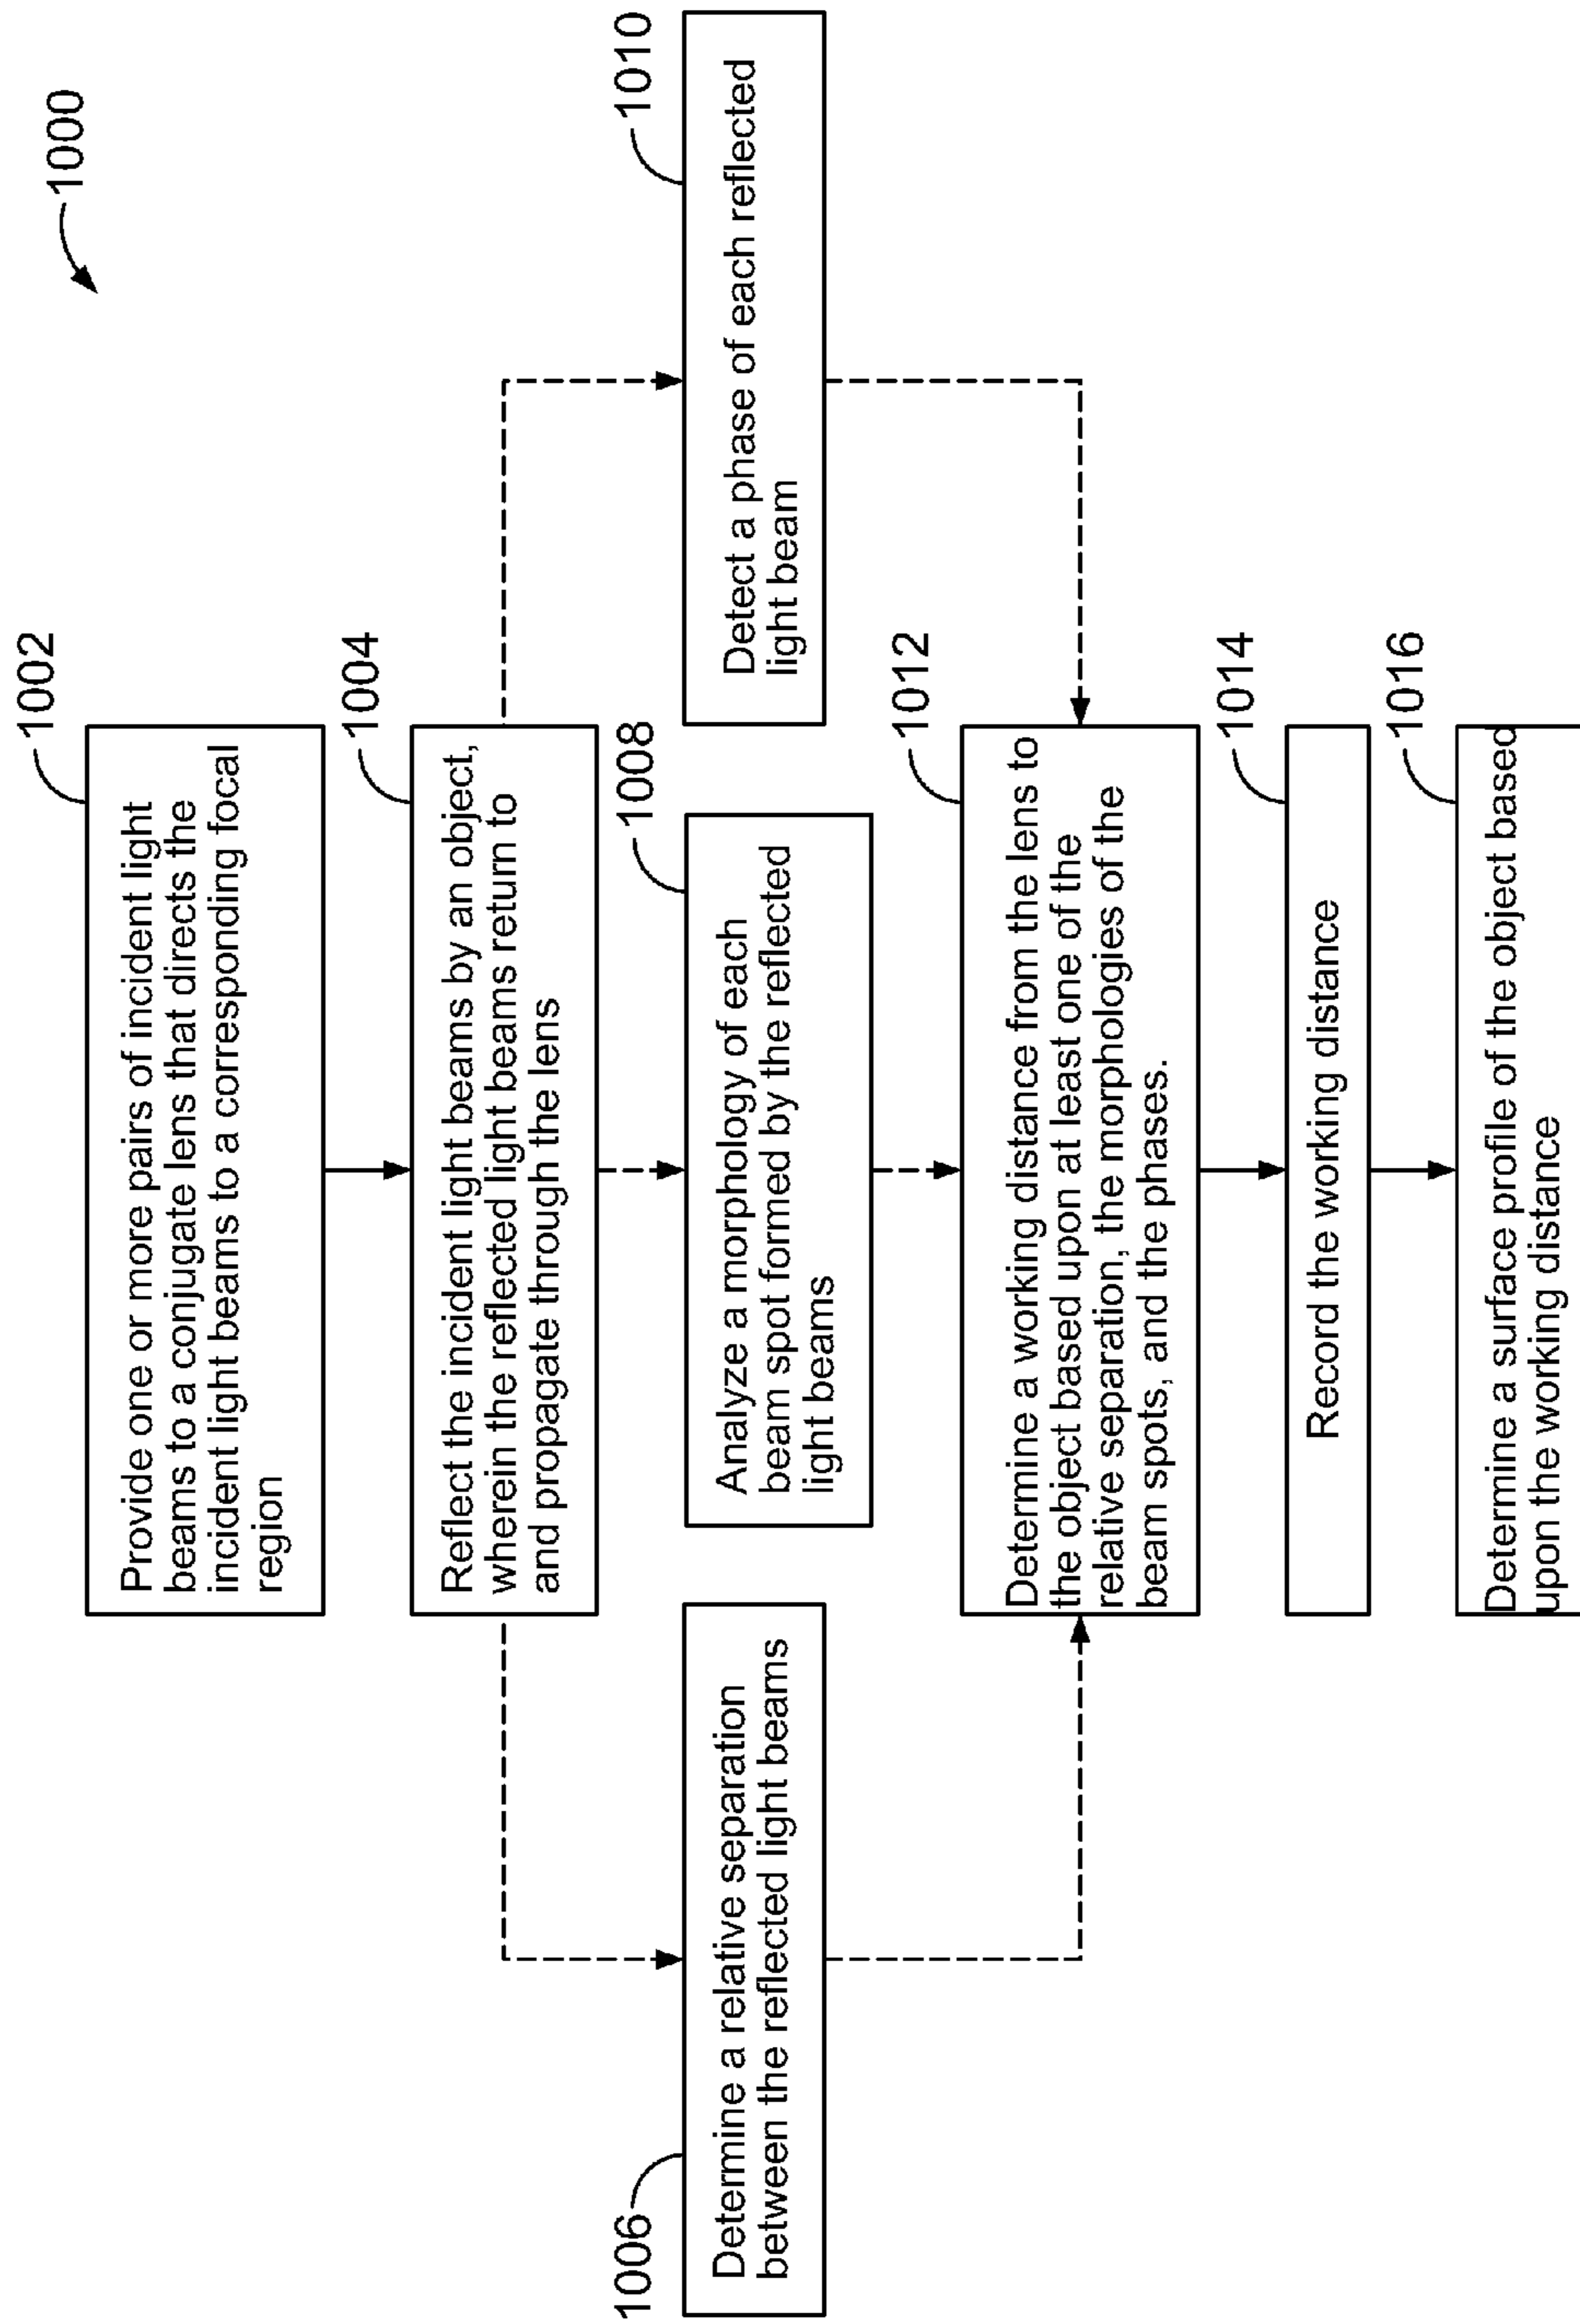 1000
1002
Provide one or more pairs of incident light
beams to a conjugate lens that directs the
incident light beams to a corresponding focal
region
1004
Reflect the incident light beams by an object,
wherein the reflected light beams return to
and propagate through the lens
1006
Determine a relative separation
between the reflected light beams
1008
Analyze a morphology of each
beam spot formed by the reflected
light beams
1010
Detect a phase of each reflected
light beam
1012
Determine a working distance from the lens to
the object based upon at least one of the
relative separation, the morphologies of the
beam spots, and the phases.
1014
Record the working distance
1016
Determine a surface profile of the object based
upon the working distance